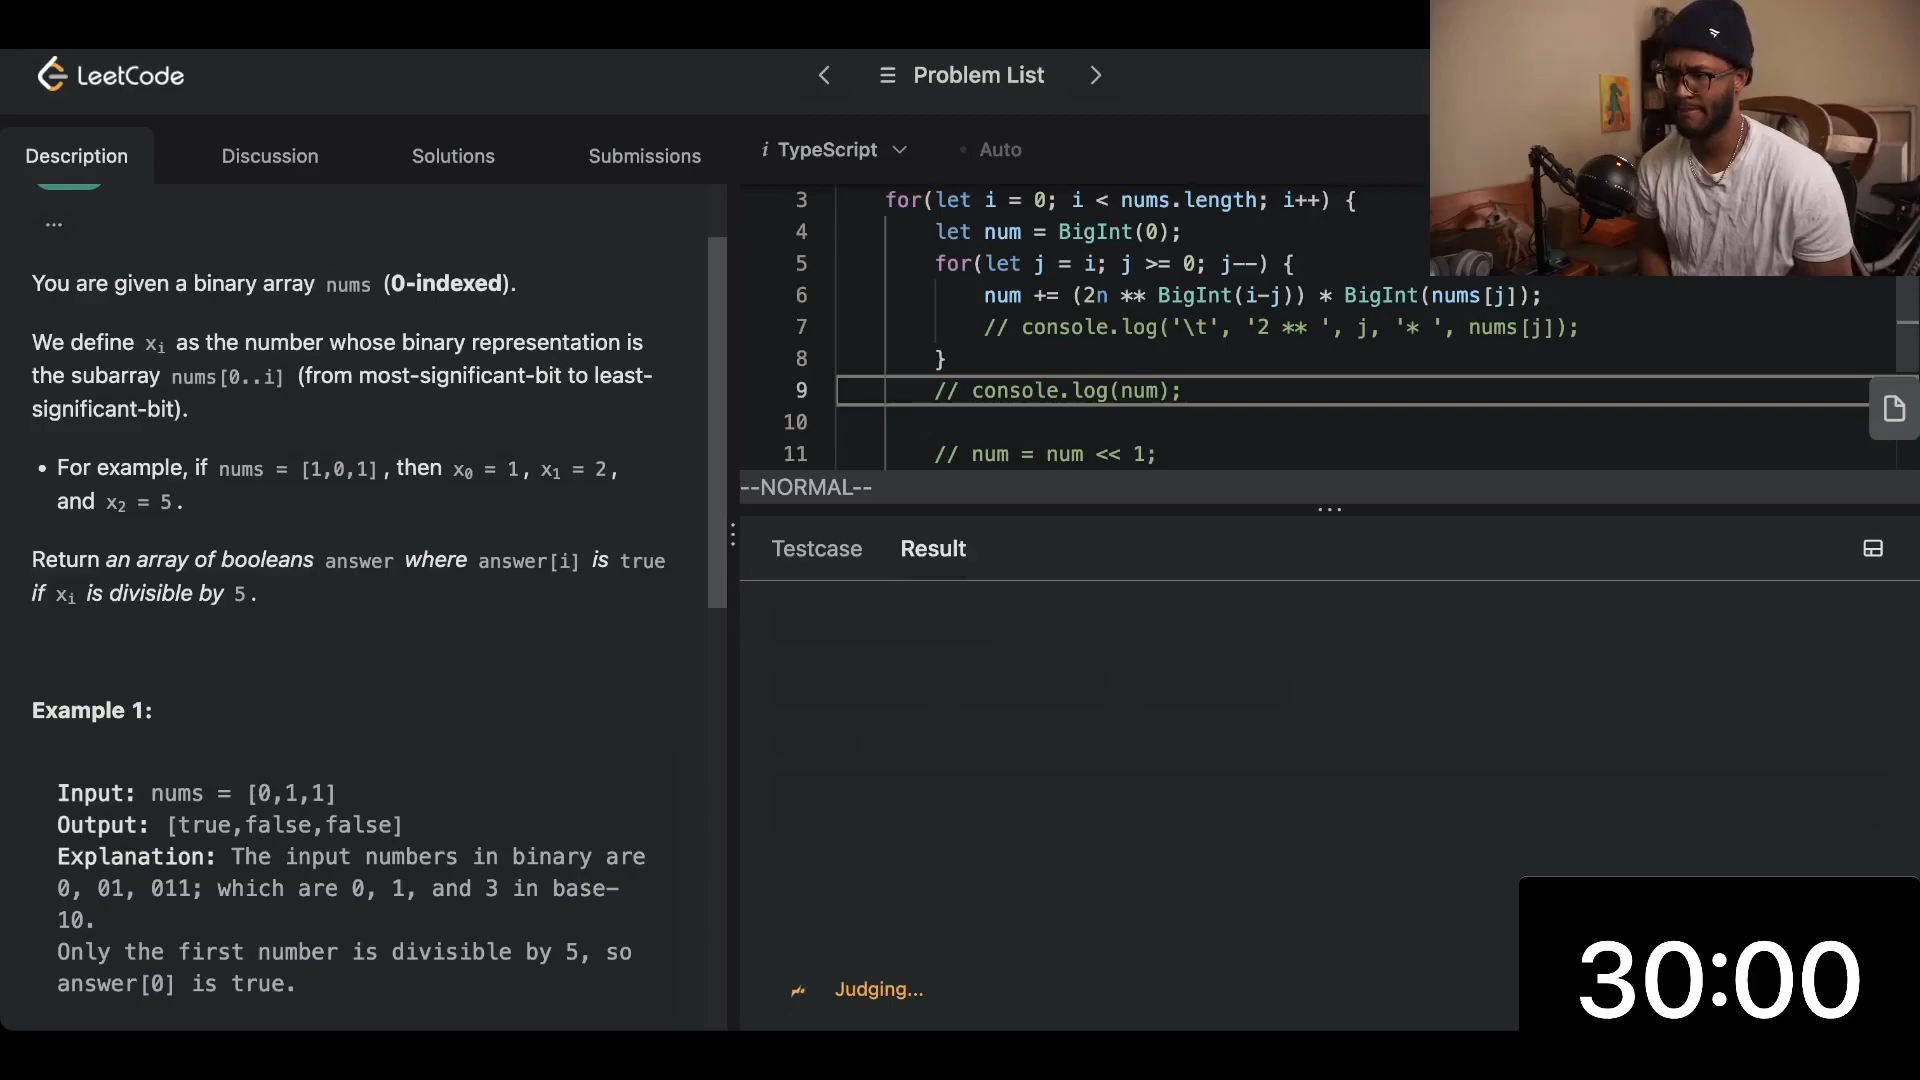 LeetCode
Problem List
Description
Discussion
Solutions
Submissions
i TypeScript
• Auto
...
You are given a binary array nums (0-indexed).
We define xi as the number whose binary representation is
the subarray nums[0..i] (from most-significant-bit to least-
significant-bit).
• For example, if nums = [1,0,1], then x0 = 1, x1 = 2,
and x2 = 5.
Return an array of booleans answer where answer[i] is true
if xi is divisible by 5.
Example 1:
Input: nums = [0,1,1]
Output: [true,false,false]
Explanation: The input numbers in binary are
0, 01, 011; which are 0, 1, and 3 in base-
10.
Only the first number is divisible by 5, so
answer[0] is true.
3 for(let i = 0; i < nums.length; i++) {
4 let num = BigInt(0);
5 for(let j = i; j >= 0; j--) {
6 num += (2n ** BigInt(i-j)) * BigInt(nums[j]);
7 // console.log('\t', '2 ** ', j, '* ', nums[j]);
8 }
9 // console.log(num);
10
11 // num = num << 1;
--NORMAL--
Testcase
Result
Judging...
30:00